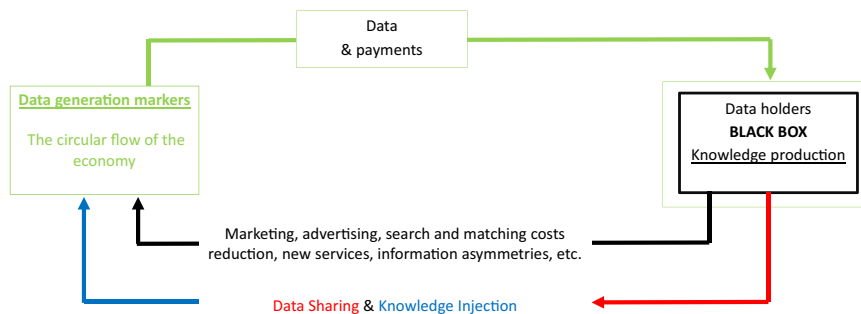 Data
& payments
Data generation markers
The circular flow of the
economy
Data holders
BLACK BOX
Knowledge production
Marketing, advertising, search and matching costs
reduction, new services, information asymmetries, etc.
Data Sharing & Knowledge Injection